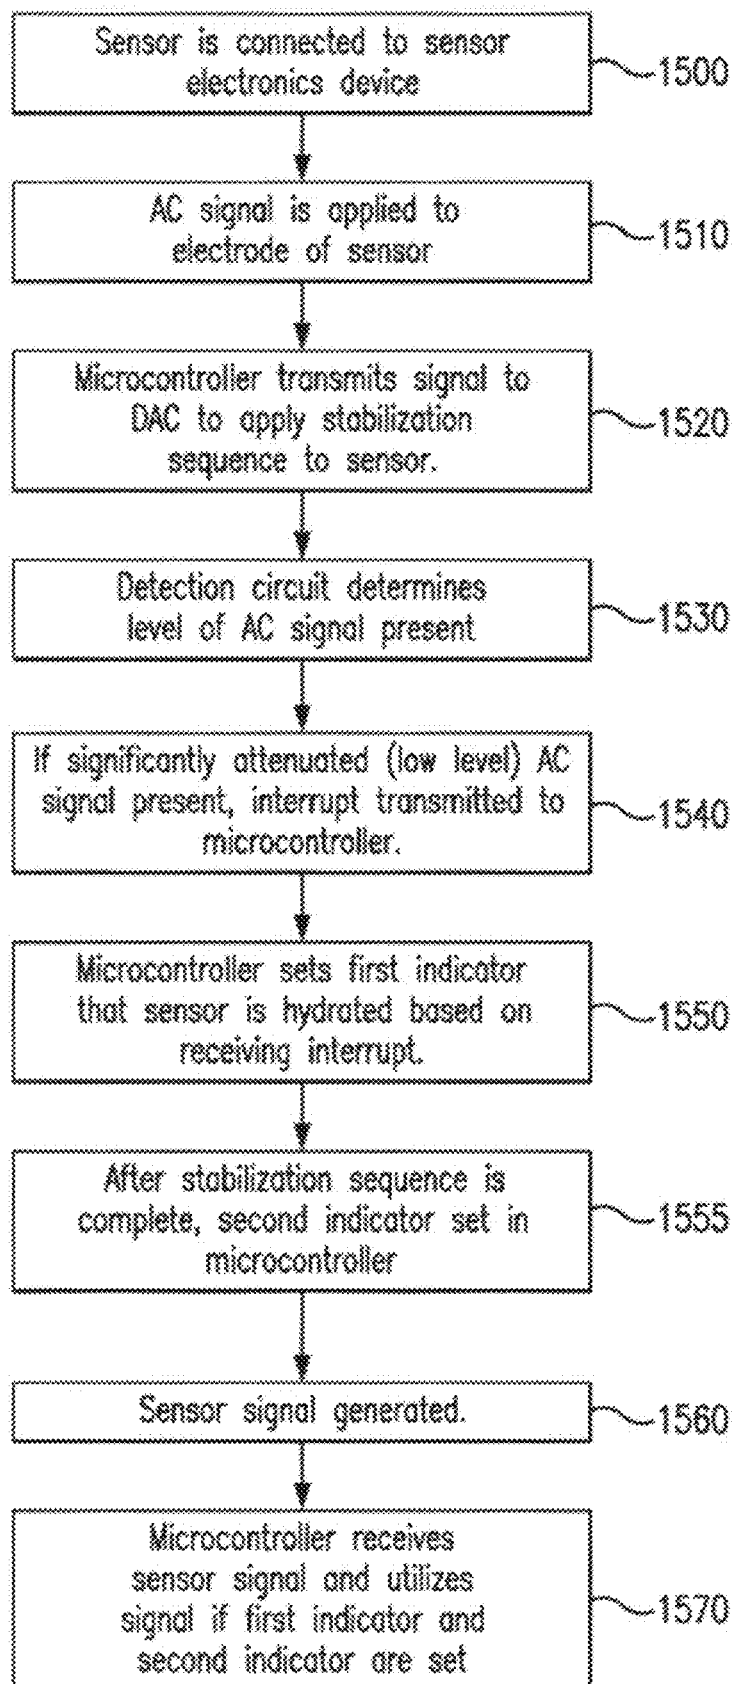 Sensor is connected to sensor
electronics device
1500
AC signal is applied to
electrode of sensor
1510
Microcontroller transmits signal to
DAC to apply stabilization
sequence to sensor.
1520
Detection circuit determines
level of AC signal present
1530
If significantly attenuated (low level) AC
signal present, interrupt transmitted to
microcontroller.
1540
Microcontroller sets first indicator
that sensor is hydrated based on
receiving interrupt.
1550
After stabilization sequence is
complete, second indicator set in
microcontroller
1555
Sensor signal generated.
1560
Microcontroller receives
sensor signal and utilizes
signal if first indicator and
second indicator are set
1570